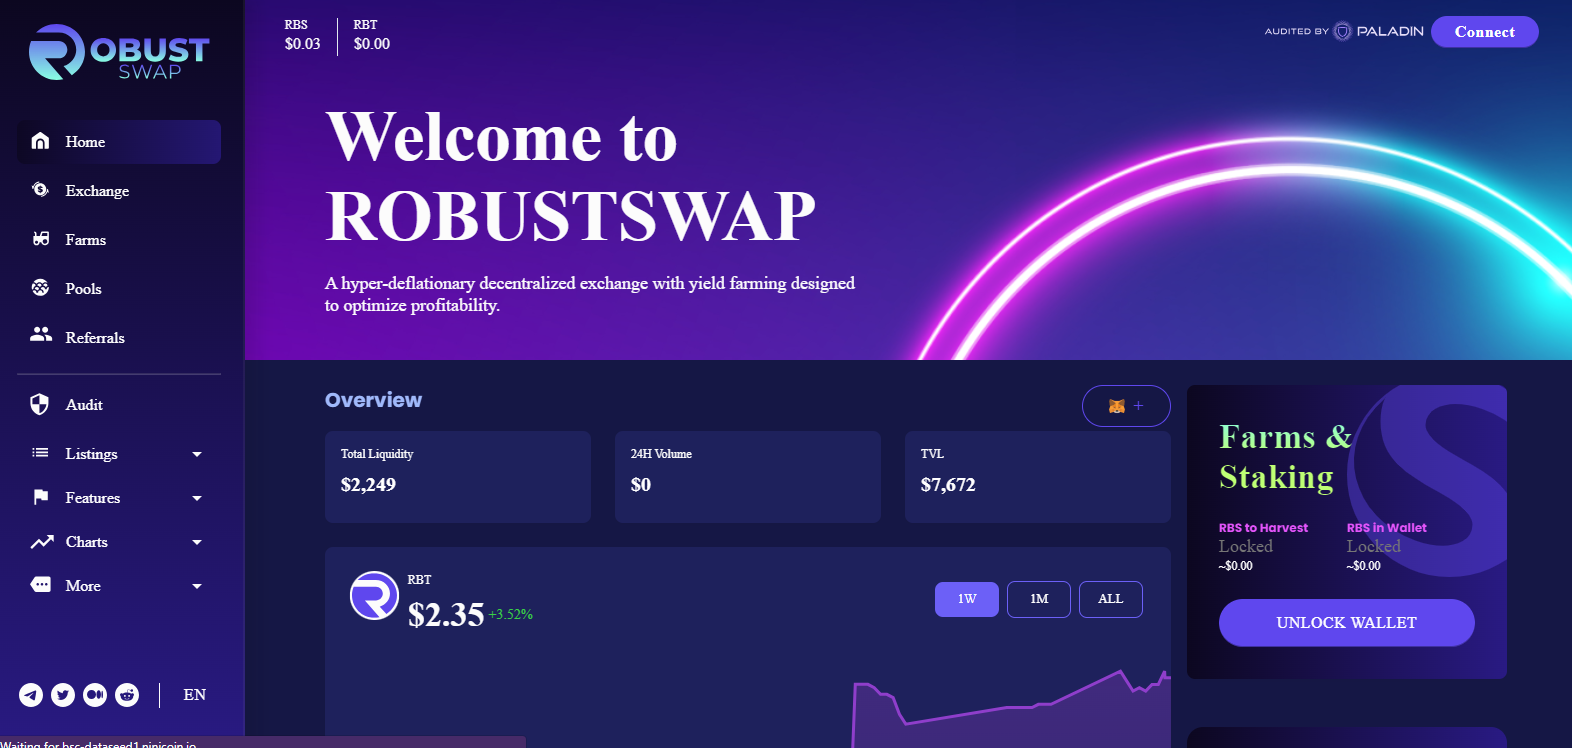 ROBUST
SWAP
Home
Exchange
Farms
Pools
Referrals
Audit
Listings
Features
Charts
More
EN
RBS
$0.03
RBT
$0.00
AUDITED BY PALADIN
Connect
Welcome to
ROBUSTSWAP
A hyper-deflationary decentralized exchange with yield farming designed
to optimize profitability.
Overview
+
Total Liquidity
$2,249
24H Volume
$0
TVL
$7,672
RBT
$2.35 +3.52%
1W
1M
ALL
Farms &
Staking
RBS to Harvest
Locked
~$0.00
RBS in Wallet
Locked
~$0.00
UNLOCK WALLET
Waiting for bsc-dataseed1.ninicoin.io